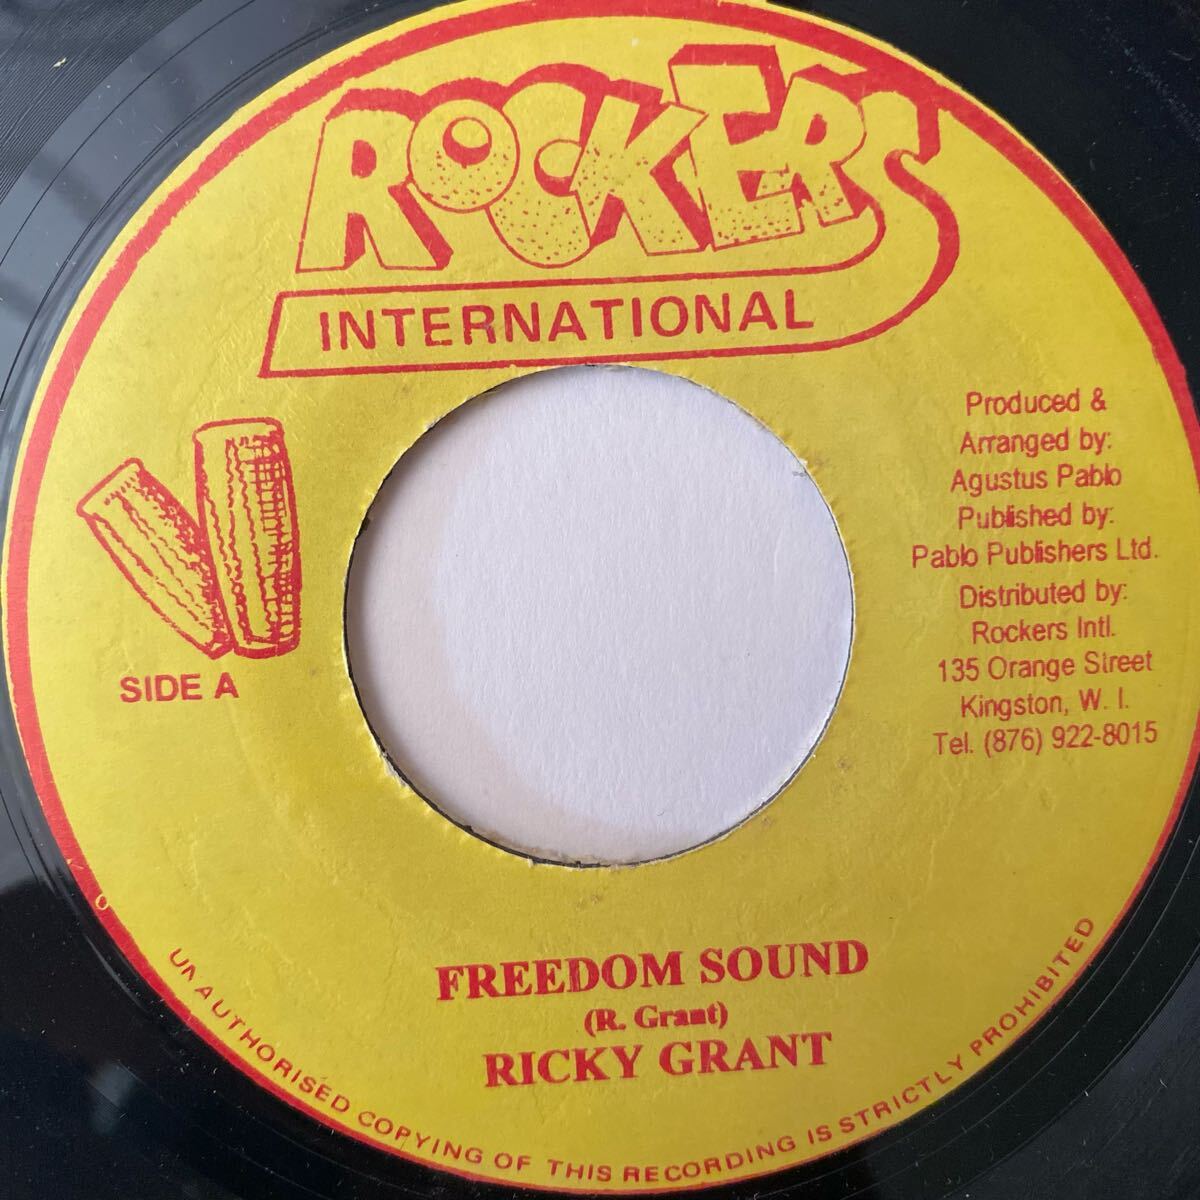 ROCKERS
INTERNATIONAL
Produced &
Arranged by:
Agustus Pablo
Published by:
Pablo Publishers Ltd.
Distributed by:
Rockers Intl.
135 Orange Street
Kingston, W. I.
Tel. (876) 922-8015
SIDE A
FREEDOM SOUND
(R. Grant)
RICKY GRANT
UNAUTHORISED COPYING OF THIS RECORDING IS STRICTLY PROHIBITED